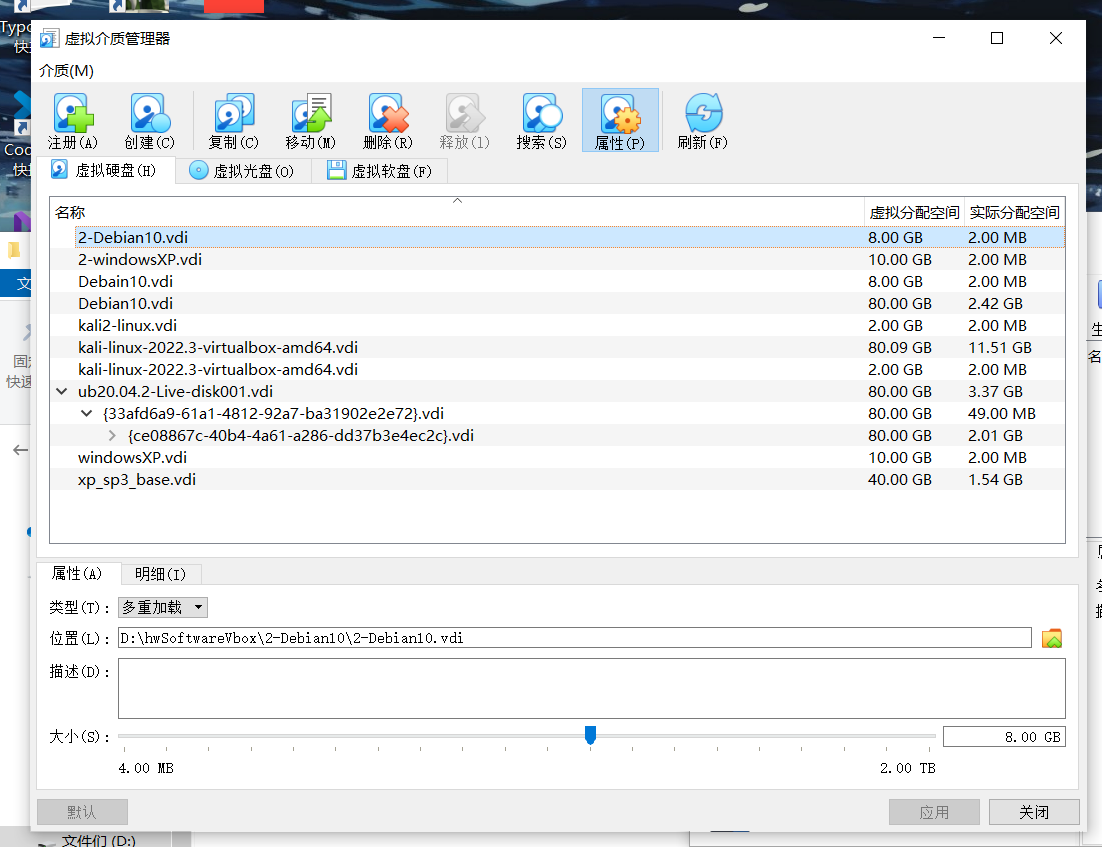 虚拟介质管理器
介质(M)
注册(A) 创建(C) 复制(C) 移动(M) 删除(R) 释放(l) 搜索(S) 属性(P) 刷新(F)
虚拟硬盘(H) 虚拟光盘(O) 虚拟软盘(F)
名称 虚拟分配空间 实际分配空间
2-Debian10.vdi 8.00 GB 2.00 MB
2-windowsXP.vdi 10.00 GB 2.00 MB
Debain10.vdi 8.00 GB 2.00 MB
Debian10.vdi 80.00 GB 2.42 GB
kali2-linux.vdi 2.00 GB 2.00 MB
kali-linux-2022.3-virtualbox-amd64.vdi 80.09 GB 11.51 GB
kali-linux-2022.3-virtualbox-amd64.vdi 2.00 GB 2.00 MB
ub20.04.2-Live-disk001.vdi 80.00 GB 3.37 GB
{33afd6a9-61a1-4812-92a7-ba31902e2e72}.vdi 80.00 GB 49.00 MB
{ce08867c-40b4-4a61-a286-dd37b3e4ec2c}.vdi 80.00 GB 2.01 GB
windowsXP.vdi 10.00 GB 2.00 MB
xp_sp3_base.vdi 40.00 GB 1.54 GB
属性(A) 明细(I)
类型(T): 多重加载
位置(L): D:\hwSoftwareVbox\2-Debian10\2-Debian10.vdi
描述(D):
大小(S): 8.00 GB
4.00 MB 2.00 TB
默认 应用 关闭
文件们 (D:)